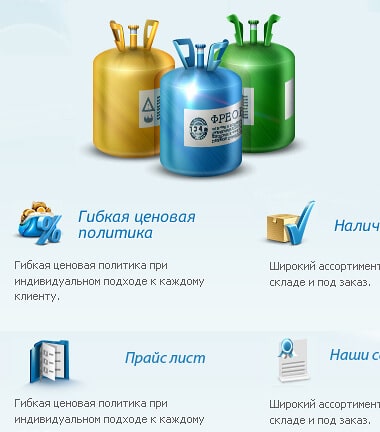 ФРЕО
134
Гибкая ценовая
политика
Налич
Гибкая ценовая политика при
индивидуальном подходе к каждому
клиенту.
Широкий ассортимент
складе и под заказ.
Прайс лист
Наши с
Гибкая ценовая политика при
индивидуальном подходе к каждому
Широкий ассортимент
складе и под заказ.